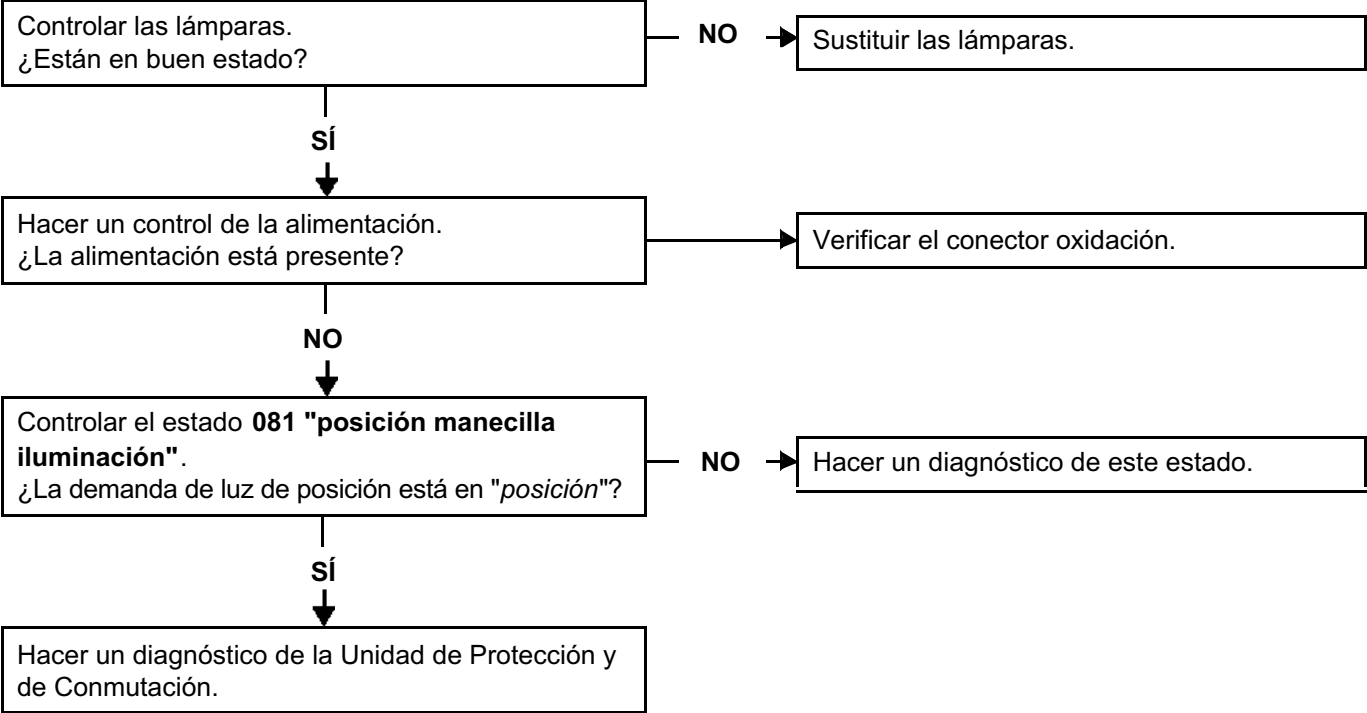 Controlar las lámparas.
¿Están en buen estado?
NO
Sustituir las lámparas.
SÍ
Hacer un control de la alimentación.
¿La alimentación está presente?
Verificar el conector oxidación.
NO
Controlar el estado 081 "posición manecilla
iluminación".
¿La demanda de luz de posición está en "posición"?
NO
Hacer un diagnóstico de este estado.
SÍ
Hacer un diagnóstico de la Unidad de Protección y
de Conmutación.